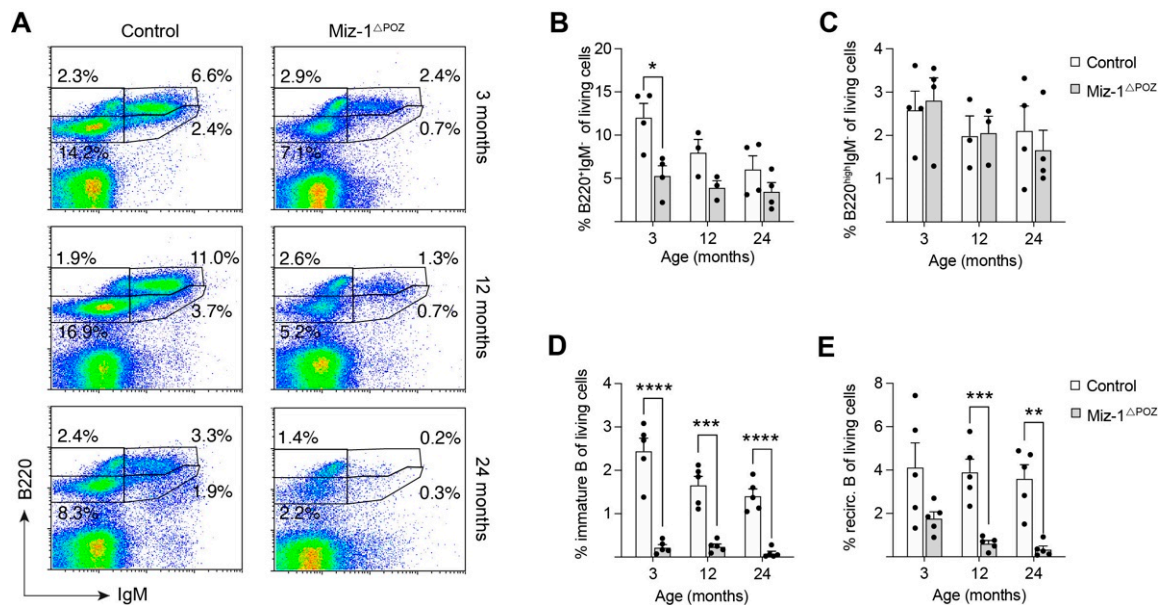 A
Control
Miz-1△POZ
2.3%
6.6%
2.4%
14.2%
2.9%
2.4%
0.7%
7.1%
3 months
1.9%
11.0%
3.7%
16.9%
2.6%
1.3%
0.7%
5.2%
12 months
2.4%
3.3%
1.9%
8.3%
1.4%
0.2%
0.3%
2.2%
24 months
B220
IgM
B
% B220+IgM- of living cells
20
15
10
5
*
3
12
24
Age (months)
C
% B220highIgM- of living cells
4
3
2
1
0
3
12
24
Age (months)
Control
Miz-1△POZ
D
% immature B of living cells
4
3
2
1
0
****
***
****
3
12
24
Age (months)
E
% recirc. B of living cells
8
6
4
2
***
**
3
12
24
Age (months)
Control
Miz-1△POZ